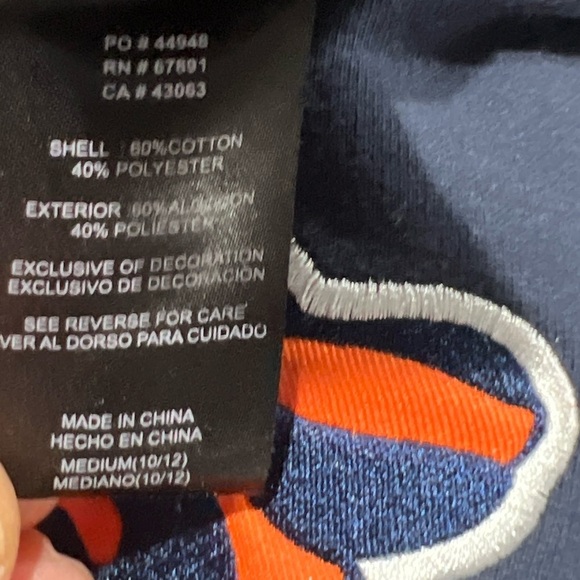 PO # 44948
RN # 67891
CA # 43063
SHELL 60%COTTON
40% POLYESTER
EXTERIOR 60%ALGODON
40% POLIESTER
EXCLUSIVE OF DECORATION
EXCLUSIVO DE DECORACION
SEE REVERSE FOR CARE
VER AL DORSO PARA CUIDADO
MADE IN CHINA
HECHO EN CHINA
MEDIUM(10/12)
MEDIANO(10/12)